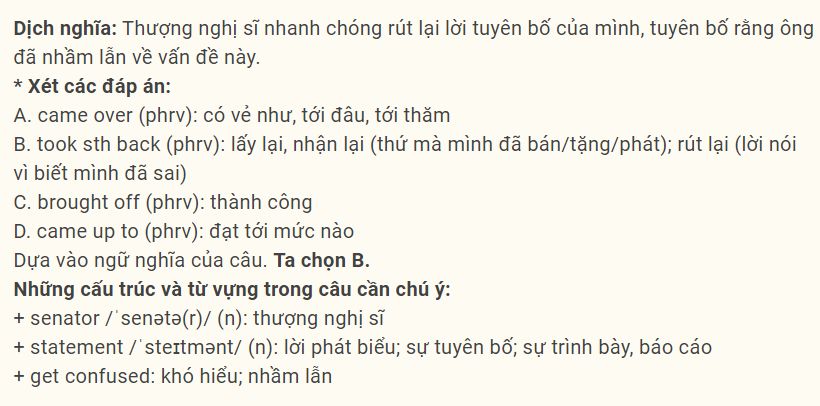 Dịch nghĩa: Thượng nghị sĩ nhanh chóng rút lại lời tuyên bố của mình, tuyên bố rằng ông
đã nhầm lẫn về vấn đề này.
* Xét các đáp án:
A. came over (phrv): có vẻ như, tới đâu, tới thăm
B. took sth back (phrv): lấy lại, nhận lại (thứ mà mình đã bán/tặng/phát); rút lại (lời nói
vì biết mình đã sai)
C. brought off (phrv): thành công
D. came up to (phrv): đạt tới mức nào
Dựa vào ngữ nghĩa của câu. Ta chọn B.
Những cấu trúc và từ vựng trong câu cần chú ý:
+ senator /ˈsenətə(r)/ (n): thượng nghị sĩ
+ statement /ˈsteɪtmənt/ (n): lời phát biểu; sự tuyên bố; sự trình bày, báo cáo
+ get confused: khó hiểu; nhầm lẫn